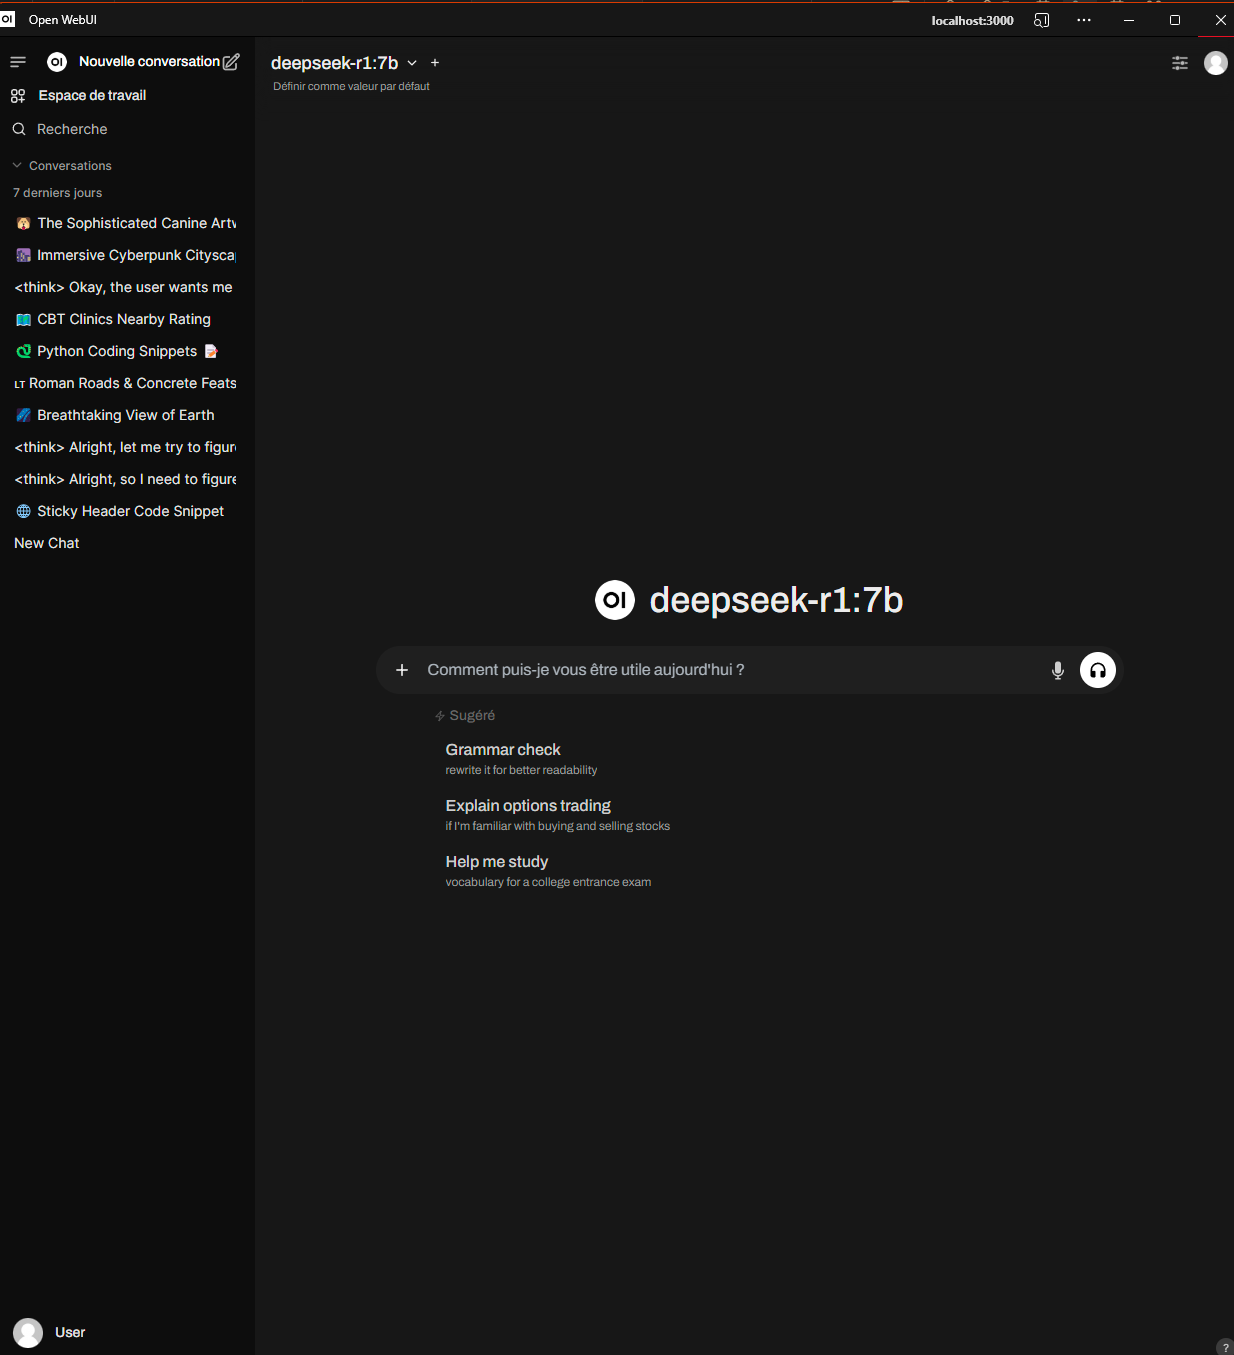 OI Open WebUI localhost:3000
OI Nouvelle conversation
Espace de travail
Recherche
Conversations
7 derniers jours
The Sophisticated Canine Artw
Immersive Cyberpunk Cityscap
<think> Okay, the user wants me
CBT Clinics Nearby Rating
Python Coding Snippets
LT Roman Roads & Concrete Feats
Breathtaking View of Earth
<think> Alright, let me try to figure
<think> Alright, so I need to figure
Sticky Header Code Snippet
New Chat
User
deepseek-r1:7b
Définir comme valeur par défaut
OI deepseek-r1:7b
Comment puis-je vous être utile aujourd'hui ?
Sugéré
Grammar check
rewrite it for better readability
Explain options trading
if I'm familiar with buying and selling stocks
Help me study
vocabulary for a college entrance exam
?